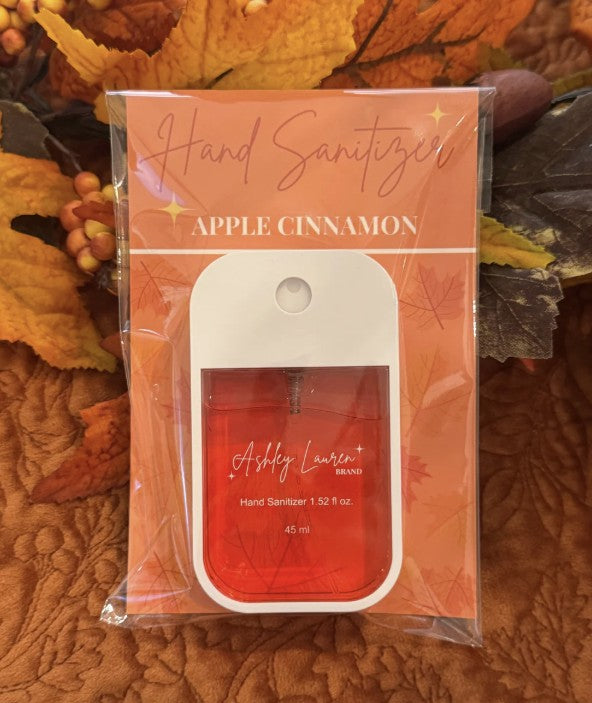 Hand Sanitizer
APPLE CINNAMON
Ashley Lauren
BRAND
Hand Sanitizer 1.52 fl oz.
45 ml